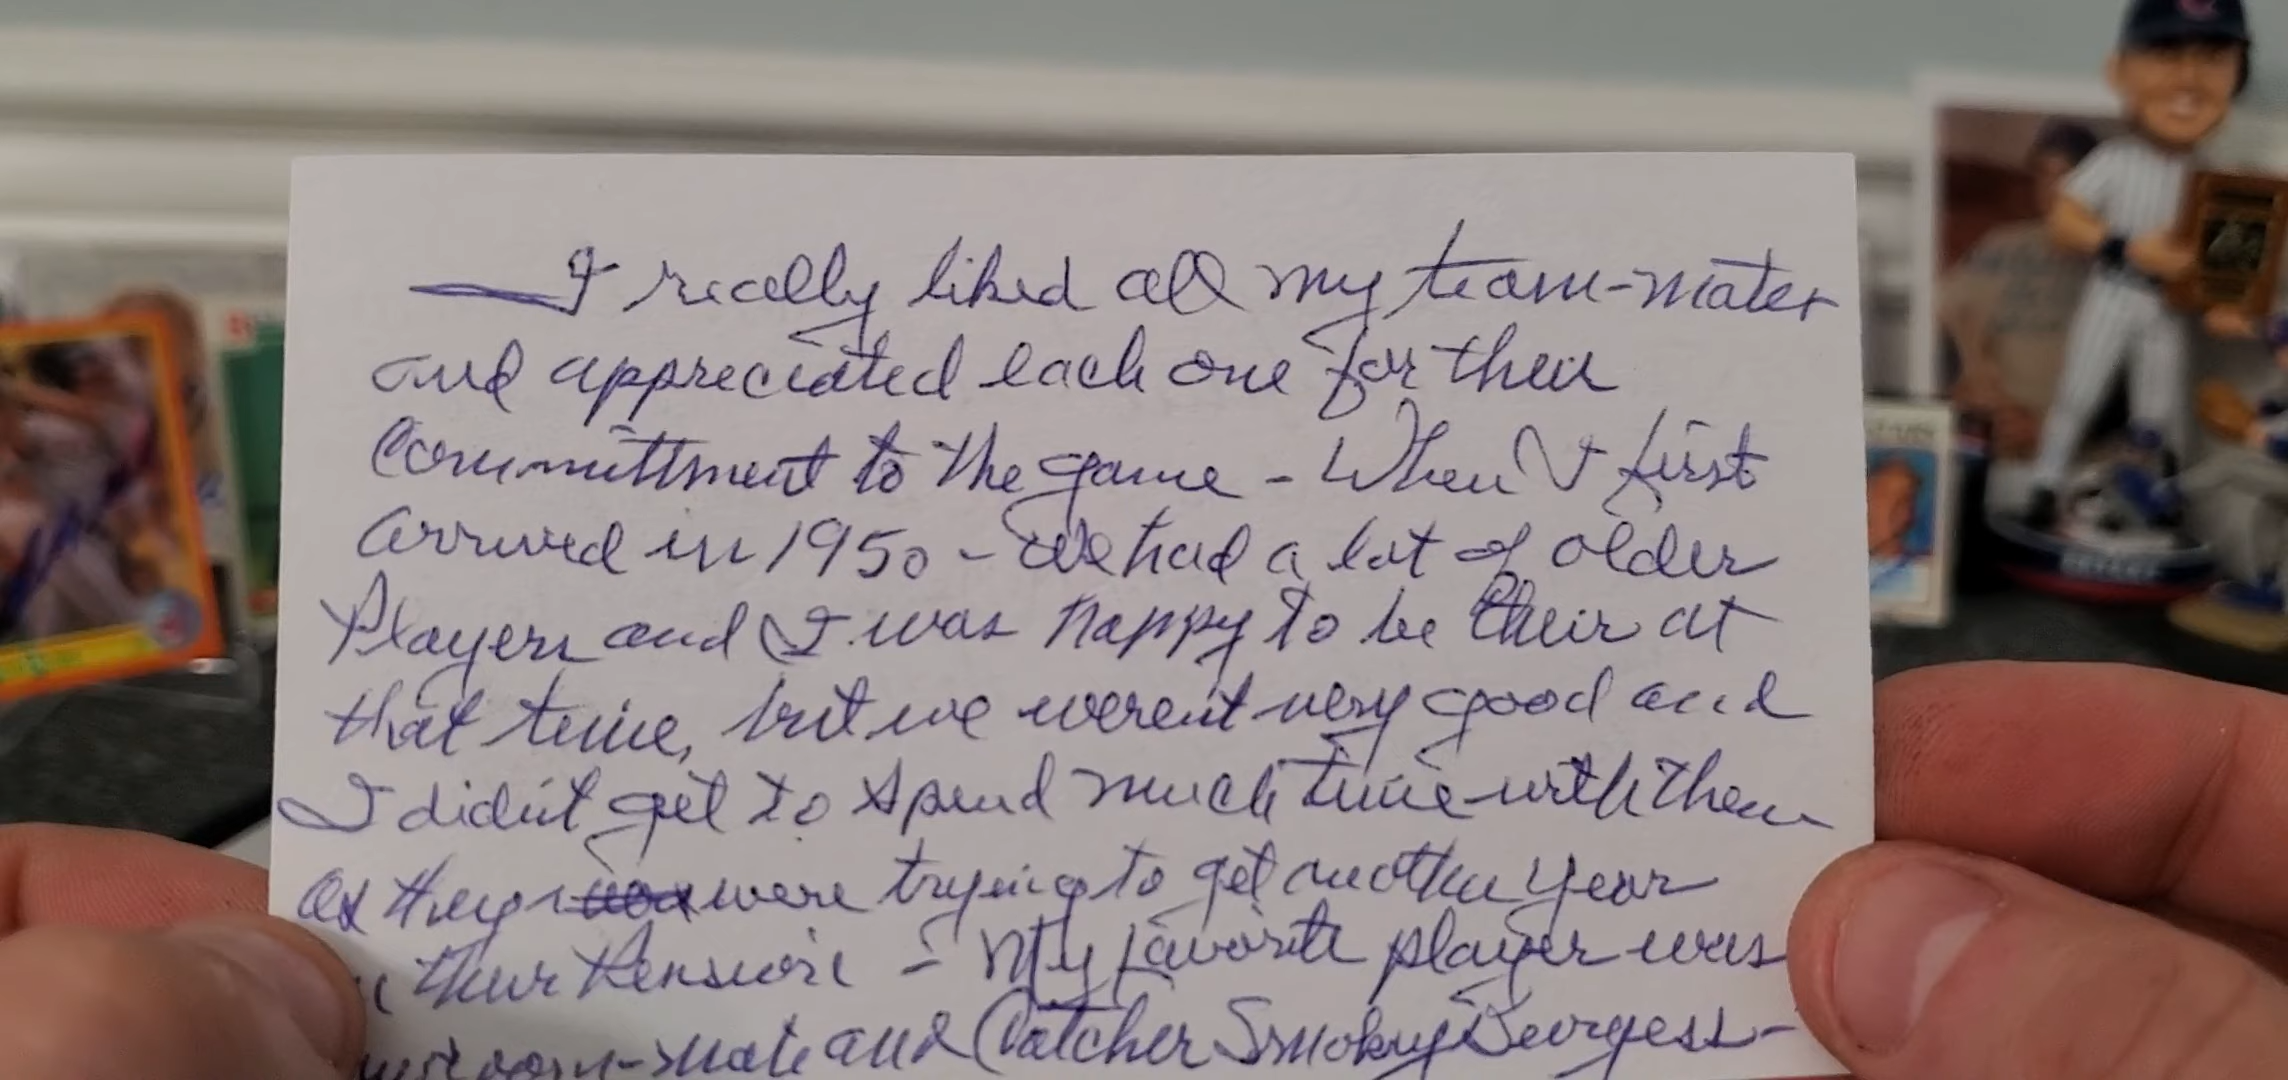 I really liked all my team-mates
and appreciated each one for their
Committment to the game - When I first
arrived in 1950 - We had a lot of older
Players and I was happy to be their at
that time, but we weren't very good and
I didn't get to spend much time with them
as they were trying to get another year
their Pension - My favorite player was
room-mate and Catcher Smoky Burgess -